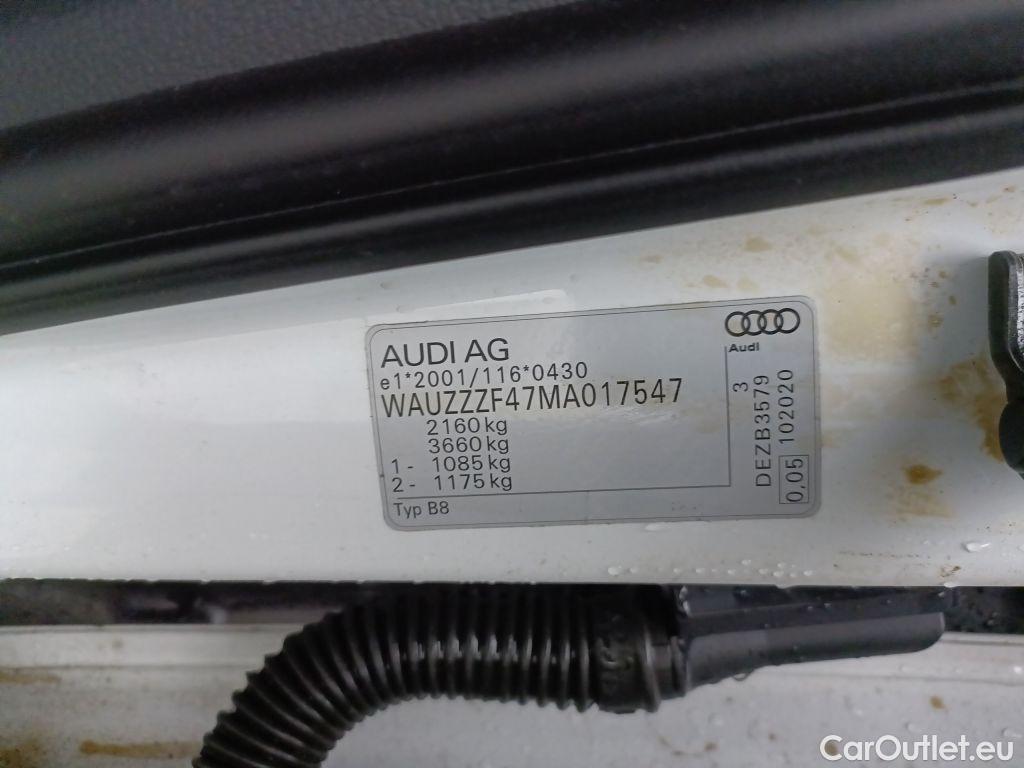 AUDI AG
e1*2001/116*0430
WAUZZZF47MA017547
2160 kg
3660 kg
1 - 1085 kg
2 - 1175 kg
Typ B8
Audi
3
DEZB3579
0,05 102020
CarOutlet.eu